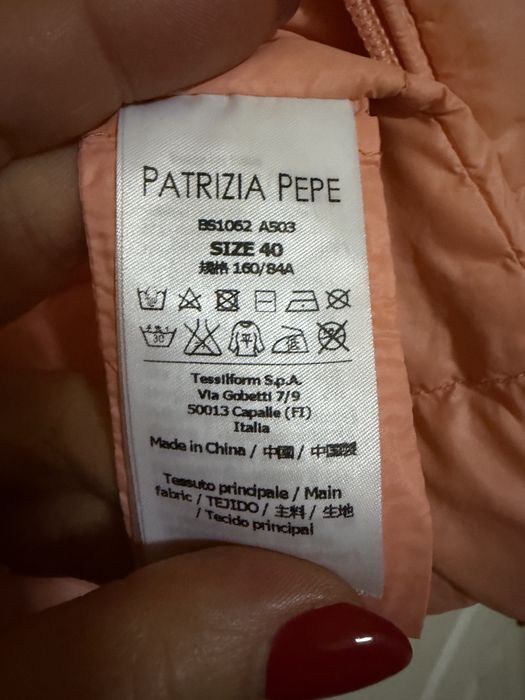 PATRIZIA PEPE
BS1062 A503
SIZE 40
规格 160/84A
30
平
Tessilform S.p.A.
Via Gobetti 7/9
50013 Capalle (FI)
Italia
Made in China / 中國 / 中国製
Tessuto principale / Main
fabric / TEJIDO / 主料 / 生地
/ Tecido principal